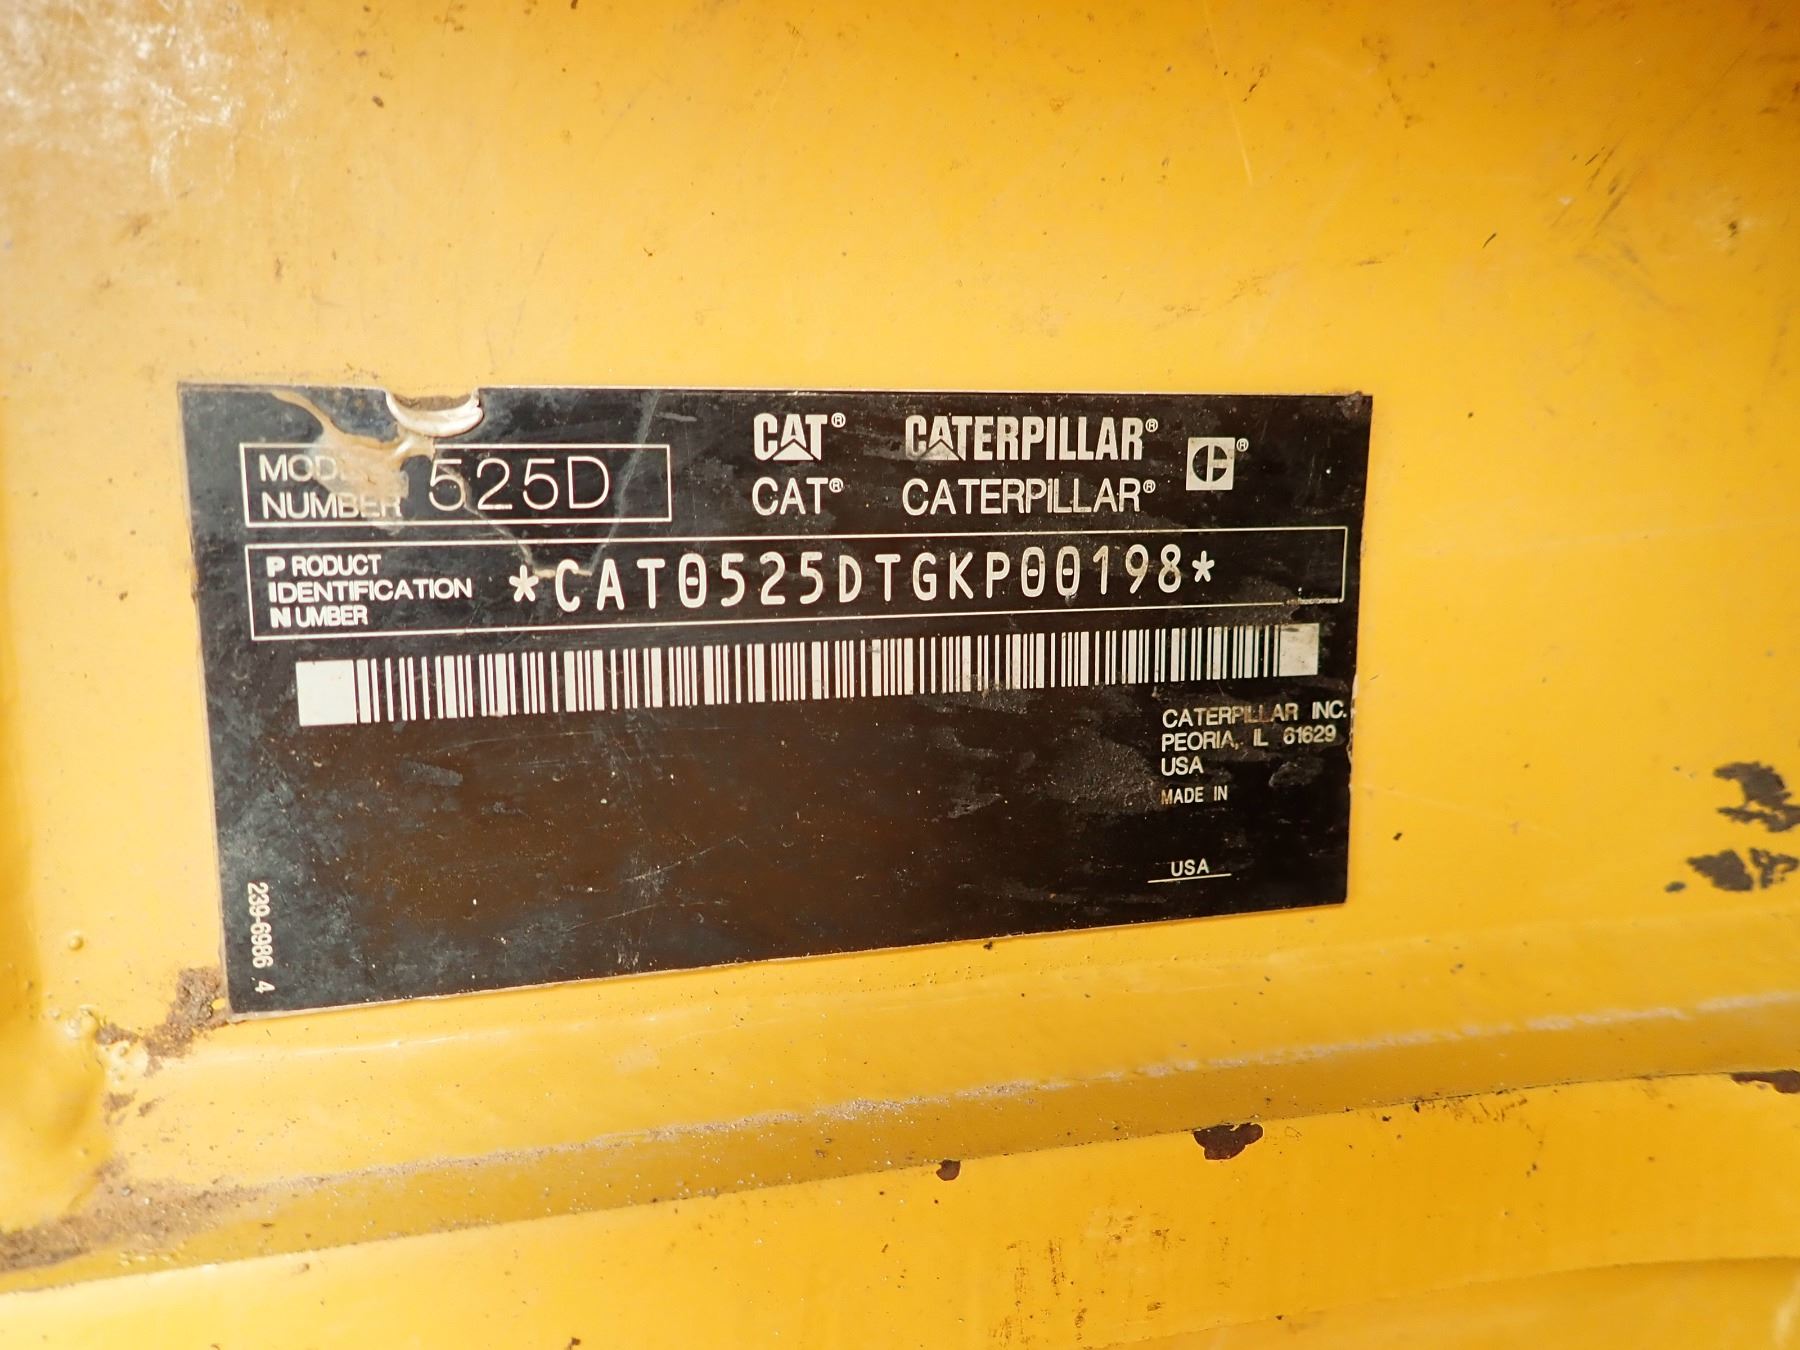 CAT® CATERPILLAR® C®
CAT® CATERPILLAR®
NUMBER 525D
PRODUCT
IDENTIFICATION
NUMBER
*CAT0525DTGKP00198*
CATERPILLAR INC.
PEORIA, IL 61629
USA
MADE IN
USA
239-6986 4